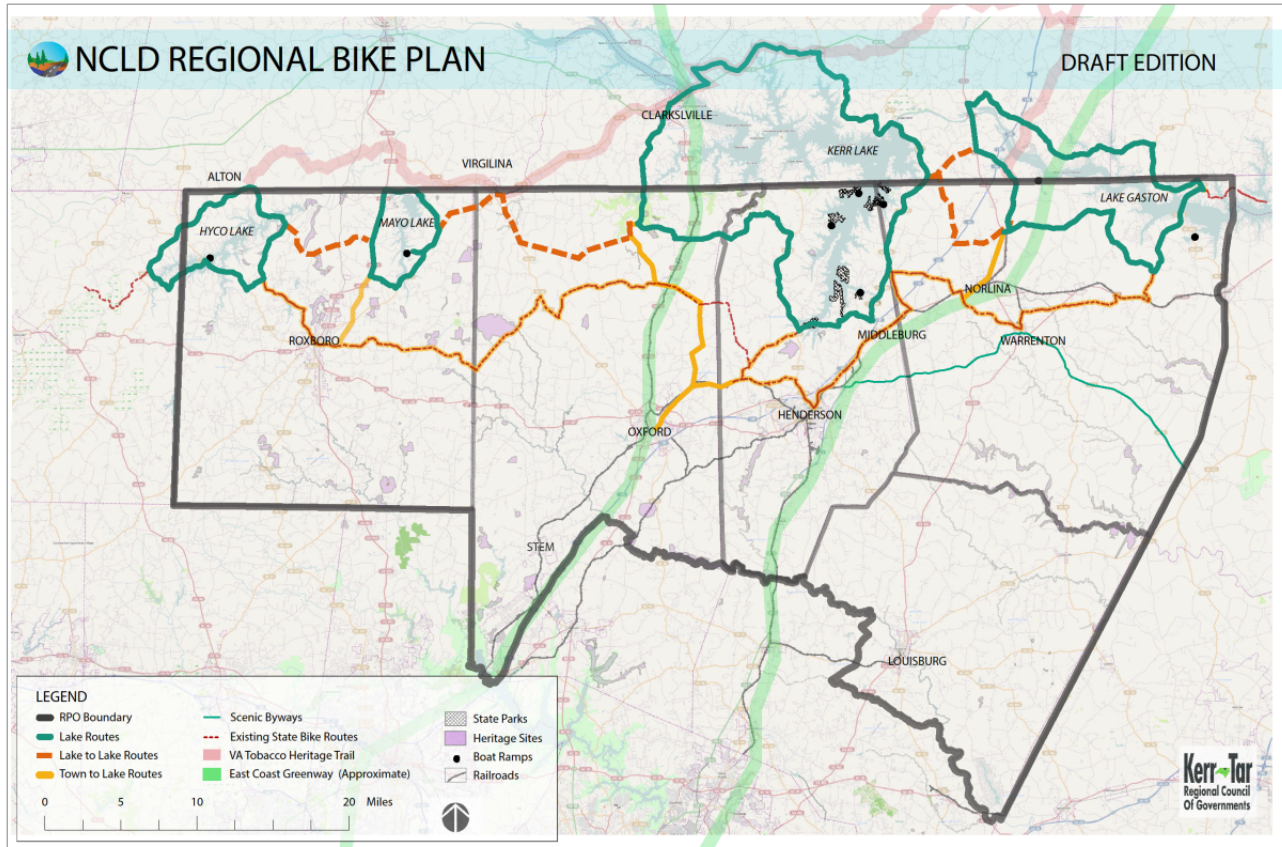 NCLD REGIONAL BIKE PLAN
DRAFT EDITION
CLARKSLVILLE
KERR LAKE
VIRGILINA
ALTON
MAYO LAKE
LAKE GASTON
HYCO LAKE
NORLINA
ROXBORO
MIDDLEBURG
WARRENTON
HENDERSON
OXFORD
STEM
LOUISBURG
LEGEND
RPO Boundary
Lake Routes
Lake to Lake Routes
Town to Lake Routes
Scenic Byways
Existing State Bike Routes
VA Tobacco Heritage Trail
East Coast Greenway (Approximate)
State Parks
Heritage Sites
Boat Ramps
Railroads
0 5 10 20 Miles
Kerr Tar
Regional Council
Of Governments